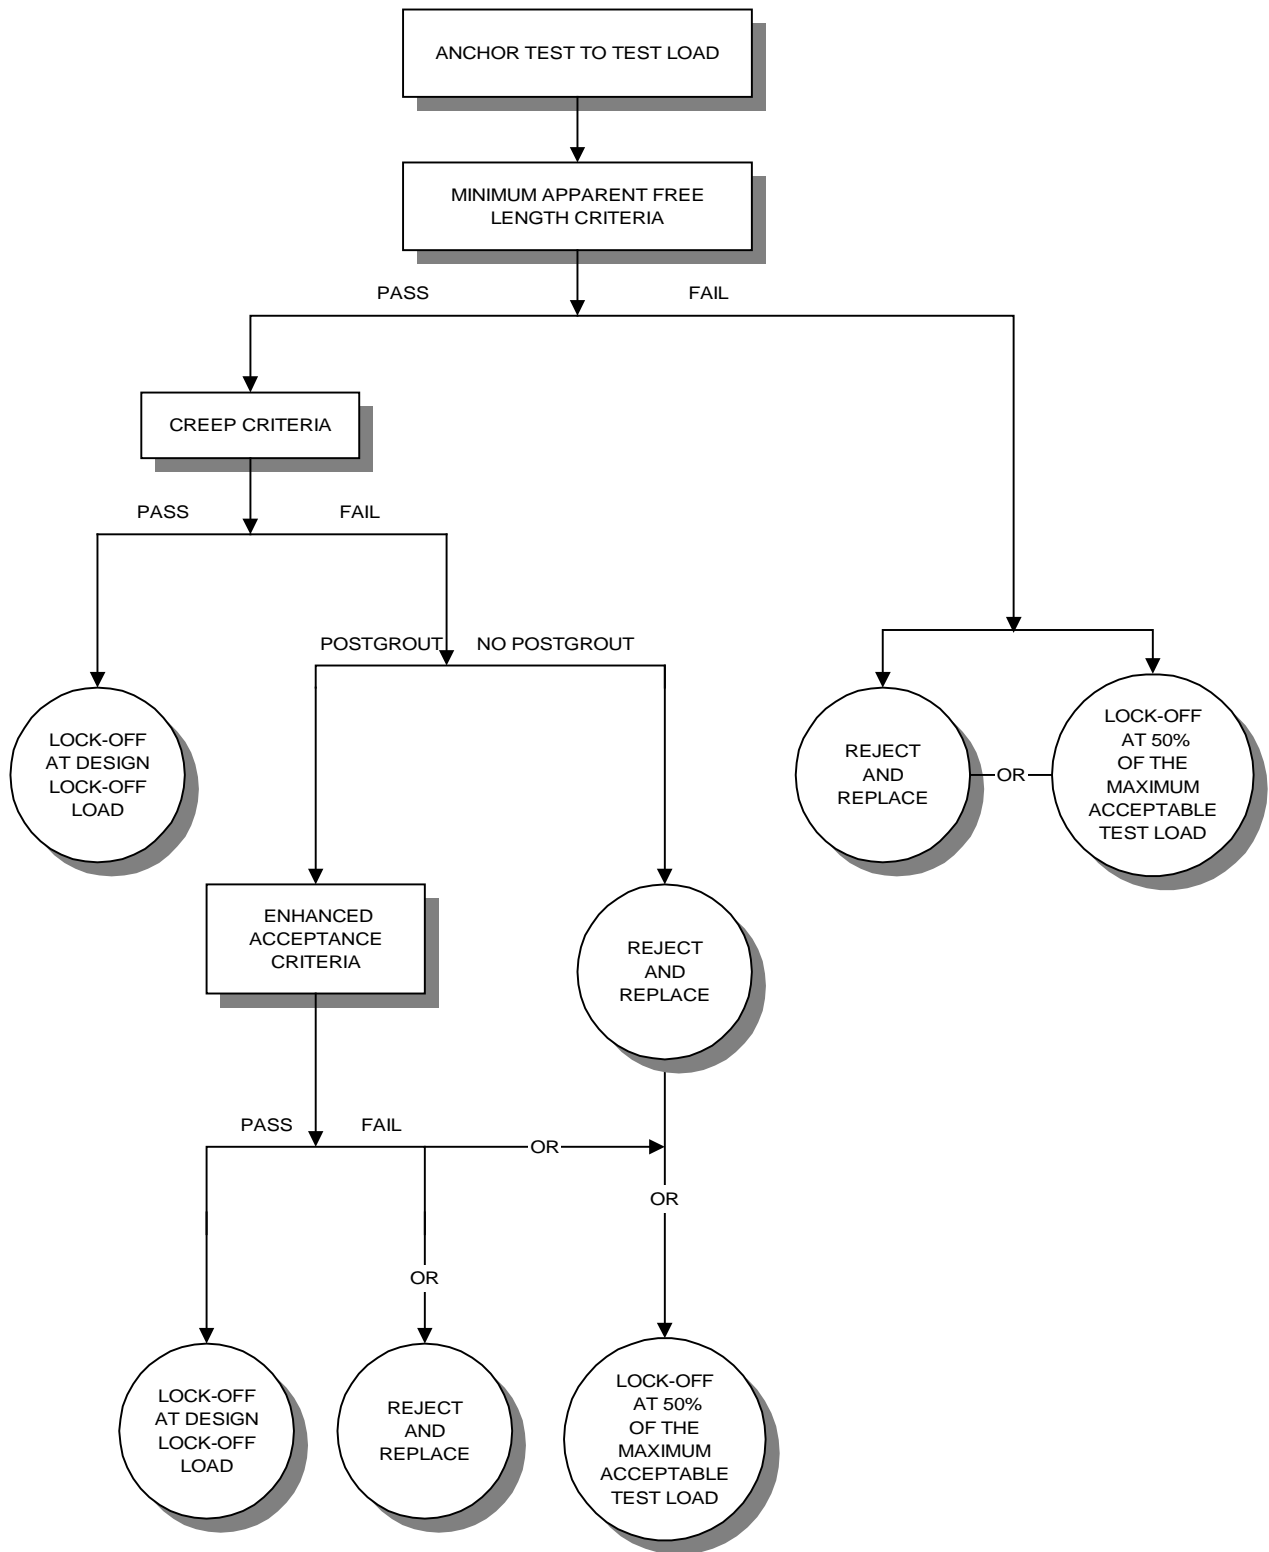 ANCHOR TEST TO TEST LOAD
MINIMUM APPARENT FREE
LENGTH CRITERIA
PASS
FAIL
CREEP CRITERIA
PASS
FAIL
POSTGROUT
NO POSTGROUT
LOCK-OFF
AT DESIGN
LOCK-OFF
LOAD
REJECT
AND
REPLACE
OR
LOCK-OFF
AT 50%
OF THE
MAXIMUM
ACCEPTABLE
TEST LOAD
ENHANCED
ACCEPTANCE
CRITERIA
REJECT
AND
REPLACE
PASS
FAIL
OR
OR
OR
LOCK-OFF
AT DESIGN
LOCK-OFF
LOAD
REJECT
AND
REPLACE
LOCK-OFF
AT 50%
OF THE
MAXIMUM
ACCEPTABLE
TEST LOAD